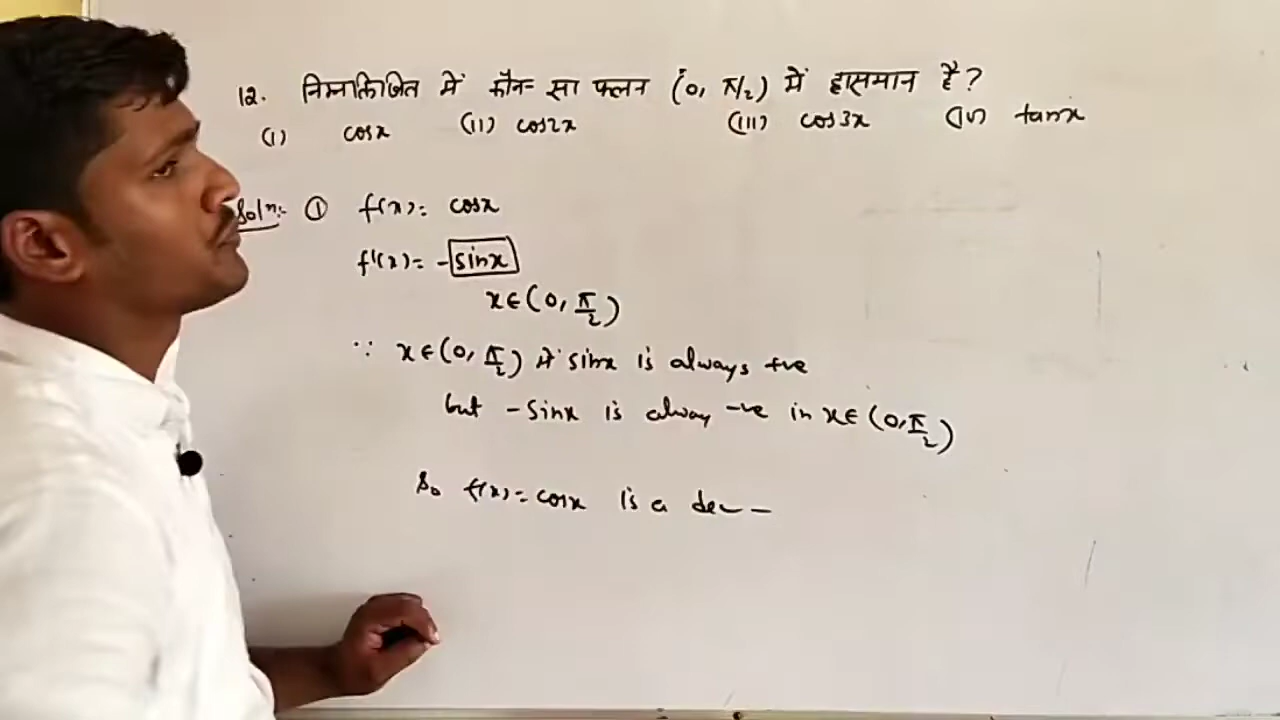 12. निम्नलिखित में कौन सा फलन (0, π/2) में ह्रासमान है?
(i) cosx (ii) cos2x (iii) cos3x (iv) tanx
Solⁿ:- ① f(x) = cosx
f'(x) = -sinx
x∈(0, π/2)
∵ x∈(0, π/2) में sinx is always +ve
but -sinx is alway -ve in x∈(0, π/2)
So f(x) = cosx is a dec —